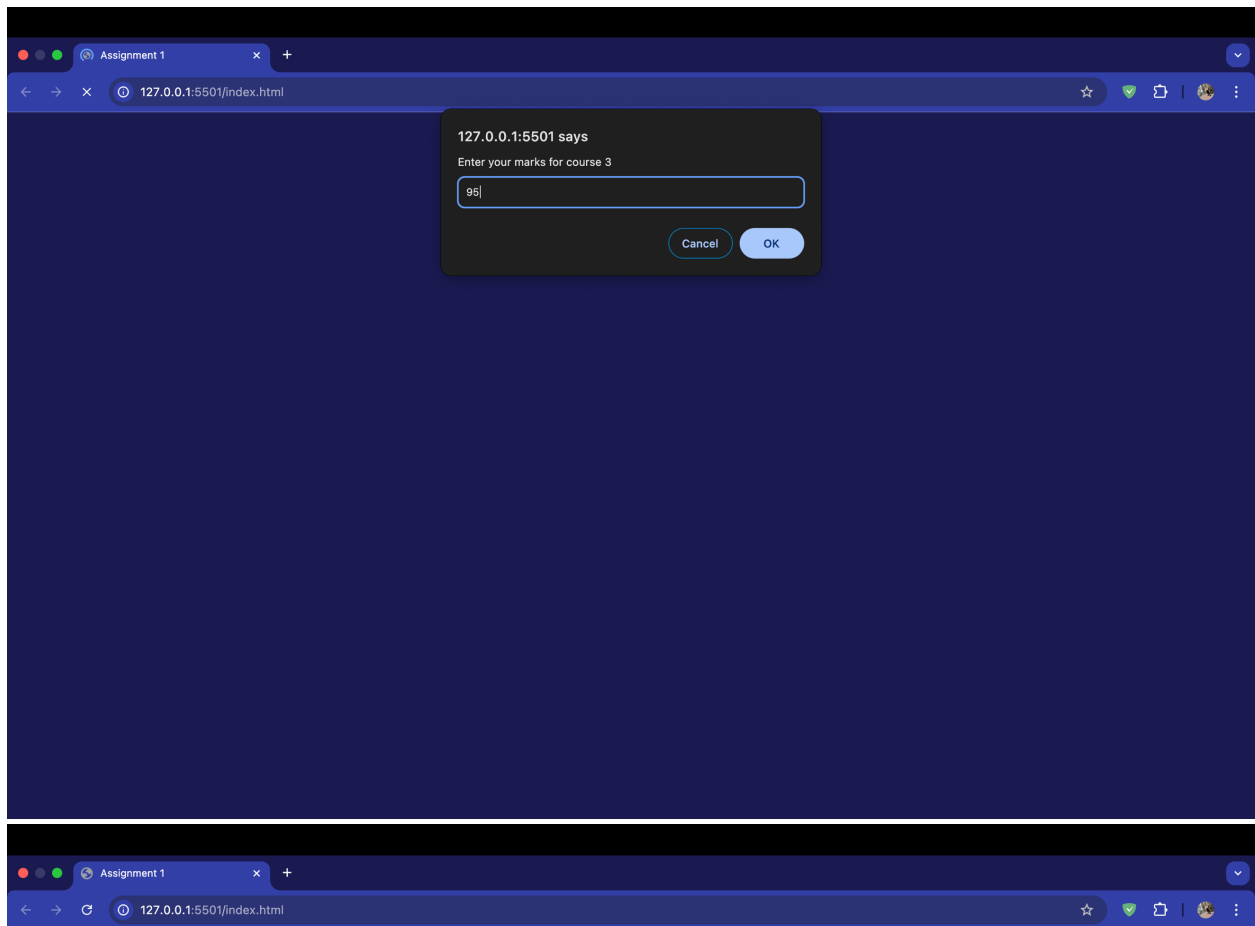 Assignment 1
127.0.0.1:5501/index.html
127.0.0.1:5501 says
Enter your marks for course 3
95
Cancel OK
Assignment 1
127.0.0.1:5501/index.html